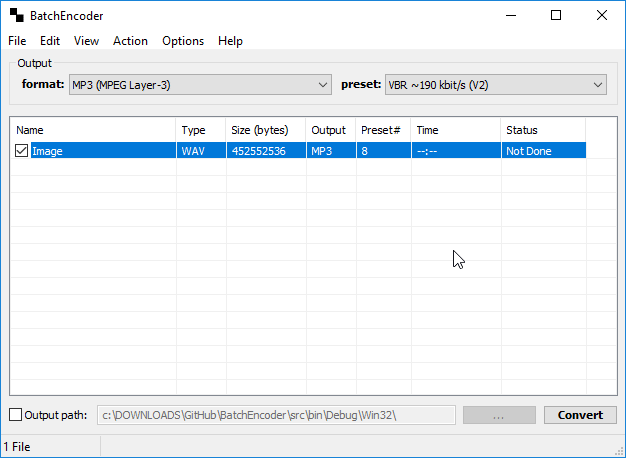 BatchEncoder
File Edit View Action Options Help
Output
format: MP3 (MPEG Layer-3) preset: VBR ~190 kbit/s (V2)
Name Type Size (bytes) Output Preset# Time Status
Image WAV 452552536 MP3 8 --:-- Not Done
Output path: c:\DOWNLOADS\GitHub\BatchEncoder\src\bin\Debug\Win32\ ... Convert
1 File